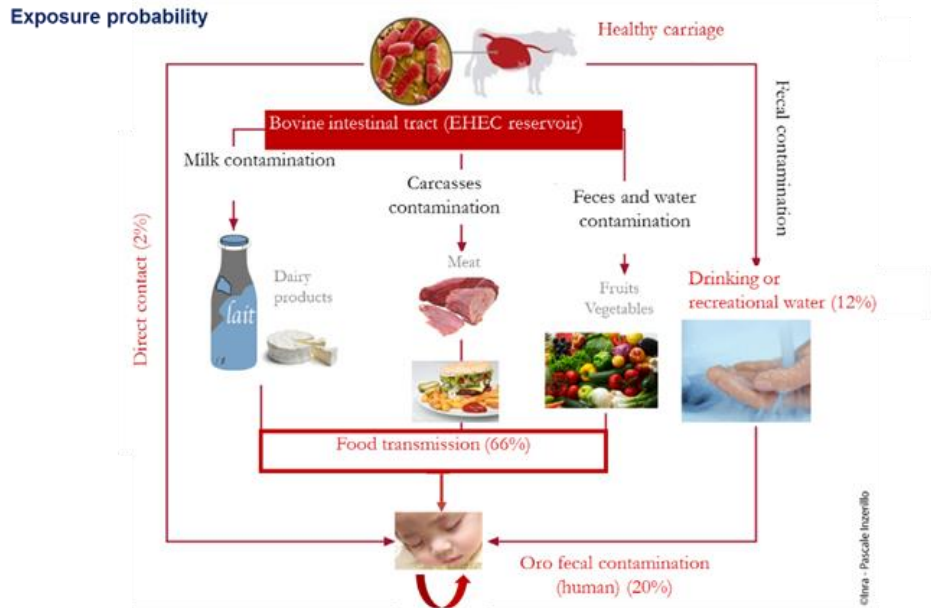 Exposure probability
Healthy carriage
Bovine intestinal tract (EHEC reservoir)
Milk contamination
Carcasses
contamination
Feces and water
contamination
Fecal contamination
Direct contact (2%)
lait
Dairy
products
Meat
Fruits
Vegetables
Drinking or
recreational water (12%)
Food transmission (66%)
Oro fecal contamination
(human) (20%)
©Inra - Pascale Inzerillo